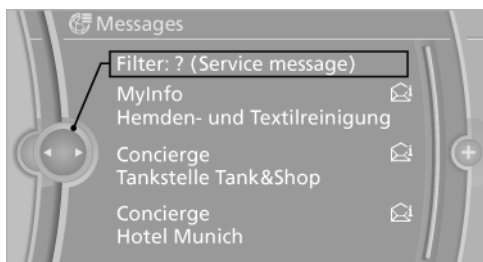 Messages
Filter: ? (Service message)
MyInfo
Hemden- und Textilreinigung
Concierge
Tankstelle Tank&Shop
Concierge
Hotel Munich